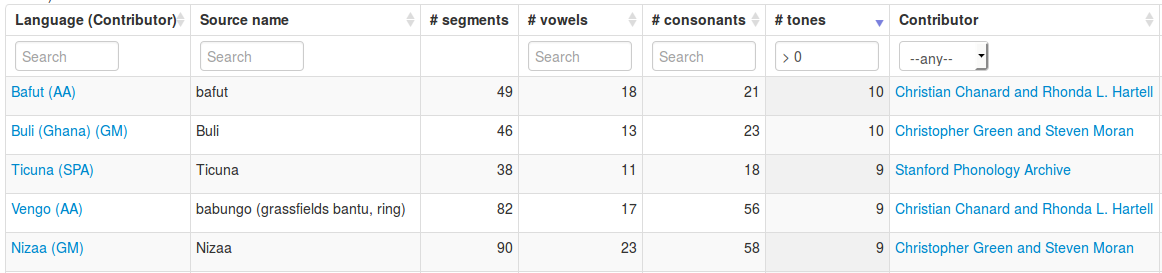 Language (Contributor) Source name # segments # vowels # consonants # tones Contributor
Search Search Search Search > 0 --any--
Bafut (AA) bafut 49 18 21 10 Christian Chanard and Rhonda L. Hartell
Buli (Ghana) (GM) Buli 46 13 23 10 Christopher Green and Steven Moran
Ticuna (SPA) Ticuna 38 11 18 9 Stanford Phonology Archive
Vengo (AA) babungo (grassfields bantu, ring) 82 17 56 9 Christian Chanard and Rhonda L. Hartell
Nizaa (GM) Nizaa 90 23 58 9 Christopher Green and Steven Moran